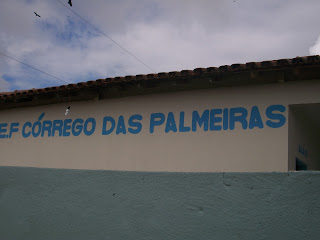 E.F CÓRREGO DAS PALMEIRAS